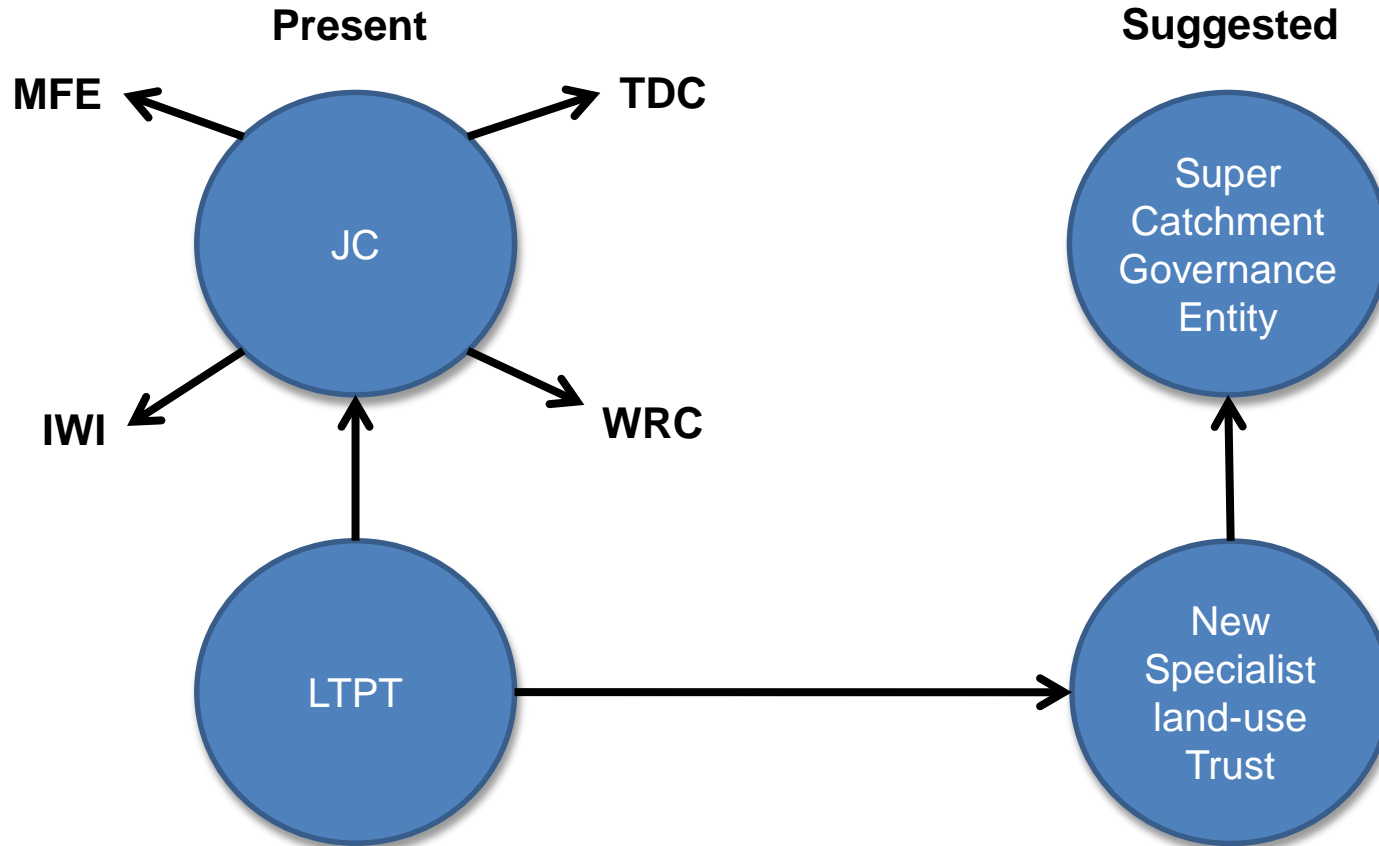 Present
Suggested
MFE
TDC
JC
Super
Catchment
Governance
Entity
IWI
WRC
LTPT
New
Specialist
land-use
Trust